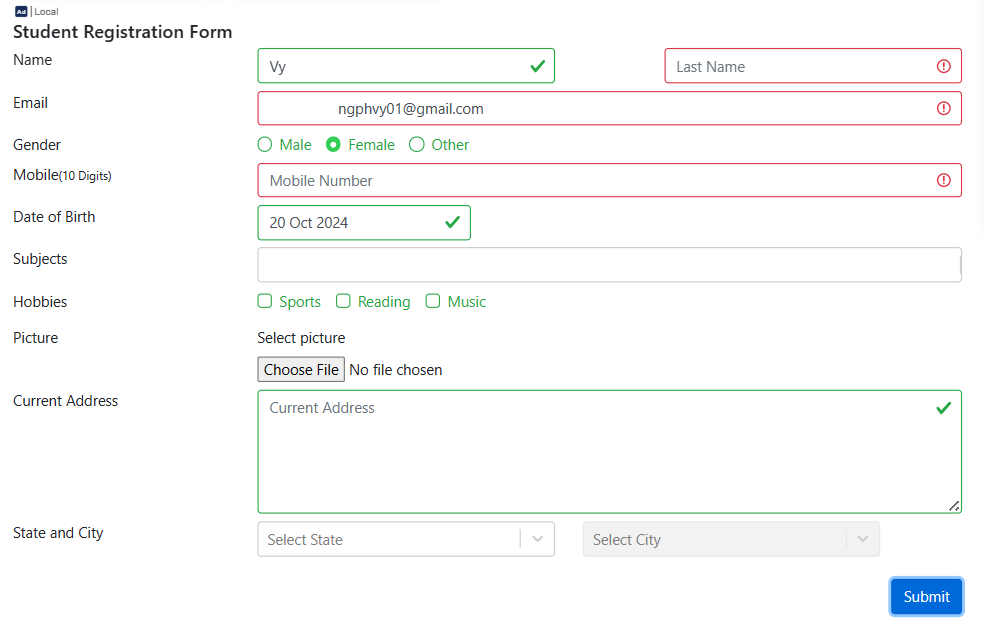 Ad | Local
Student Registration Form
Name Vy Last Name
Email ngphvy01@gmail.com
Gender Male Female Other
Mobile(10 Digits) Mobile Number
Date of Birth 20 Oct 2024
Subjects
Hobbies Sports Reading Music
Picture Select picture
Choose File No file chosen
Current Address Current Address
State and City Select State Select City
Submit